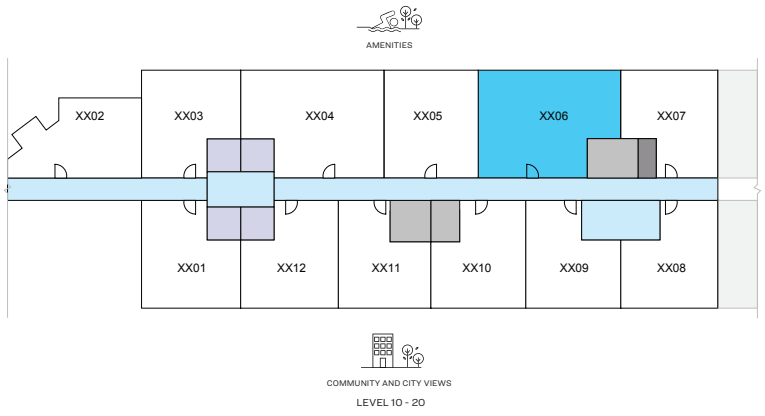 AMENITIES
XX02
XX03
XX04
XX05
XX06
XX07
XX01
XX12
XX11
XX10
XX09
XX08
COMMUNITY AND CITY VIEWS
LEVEL 10 - 20